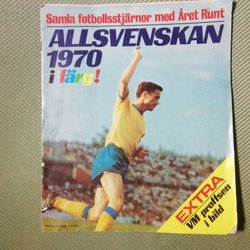 Samla fotbollsstjärnor med Året Runt
ALLSVENSKAN
1970
i färg!
EXTRA
VM proffsen
i bild